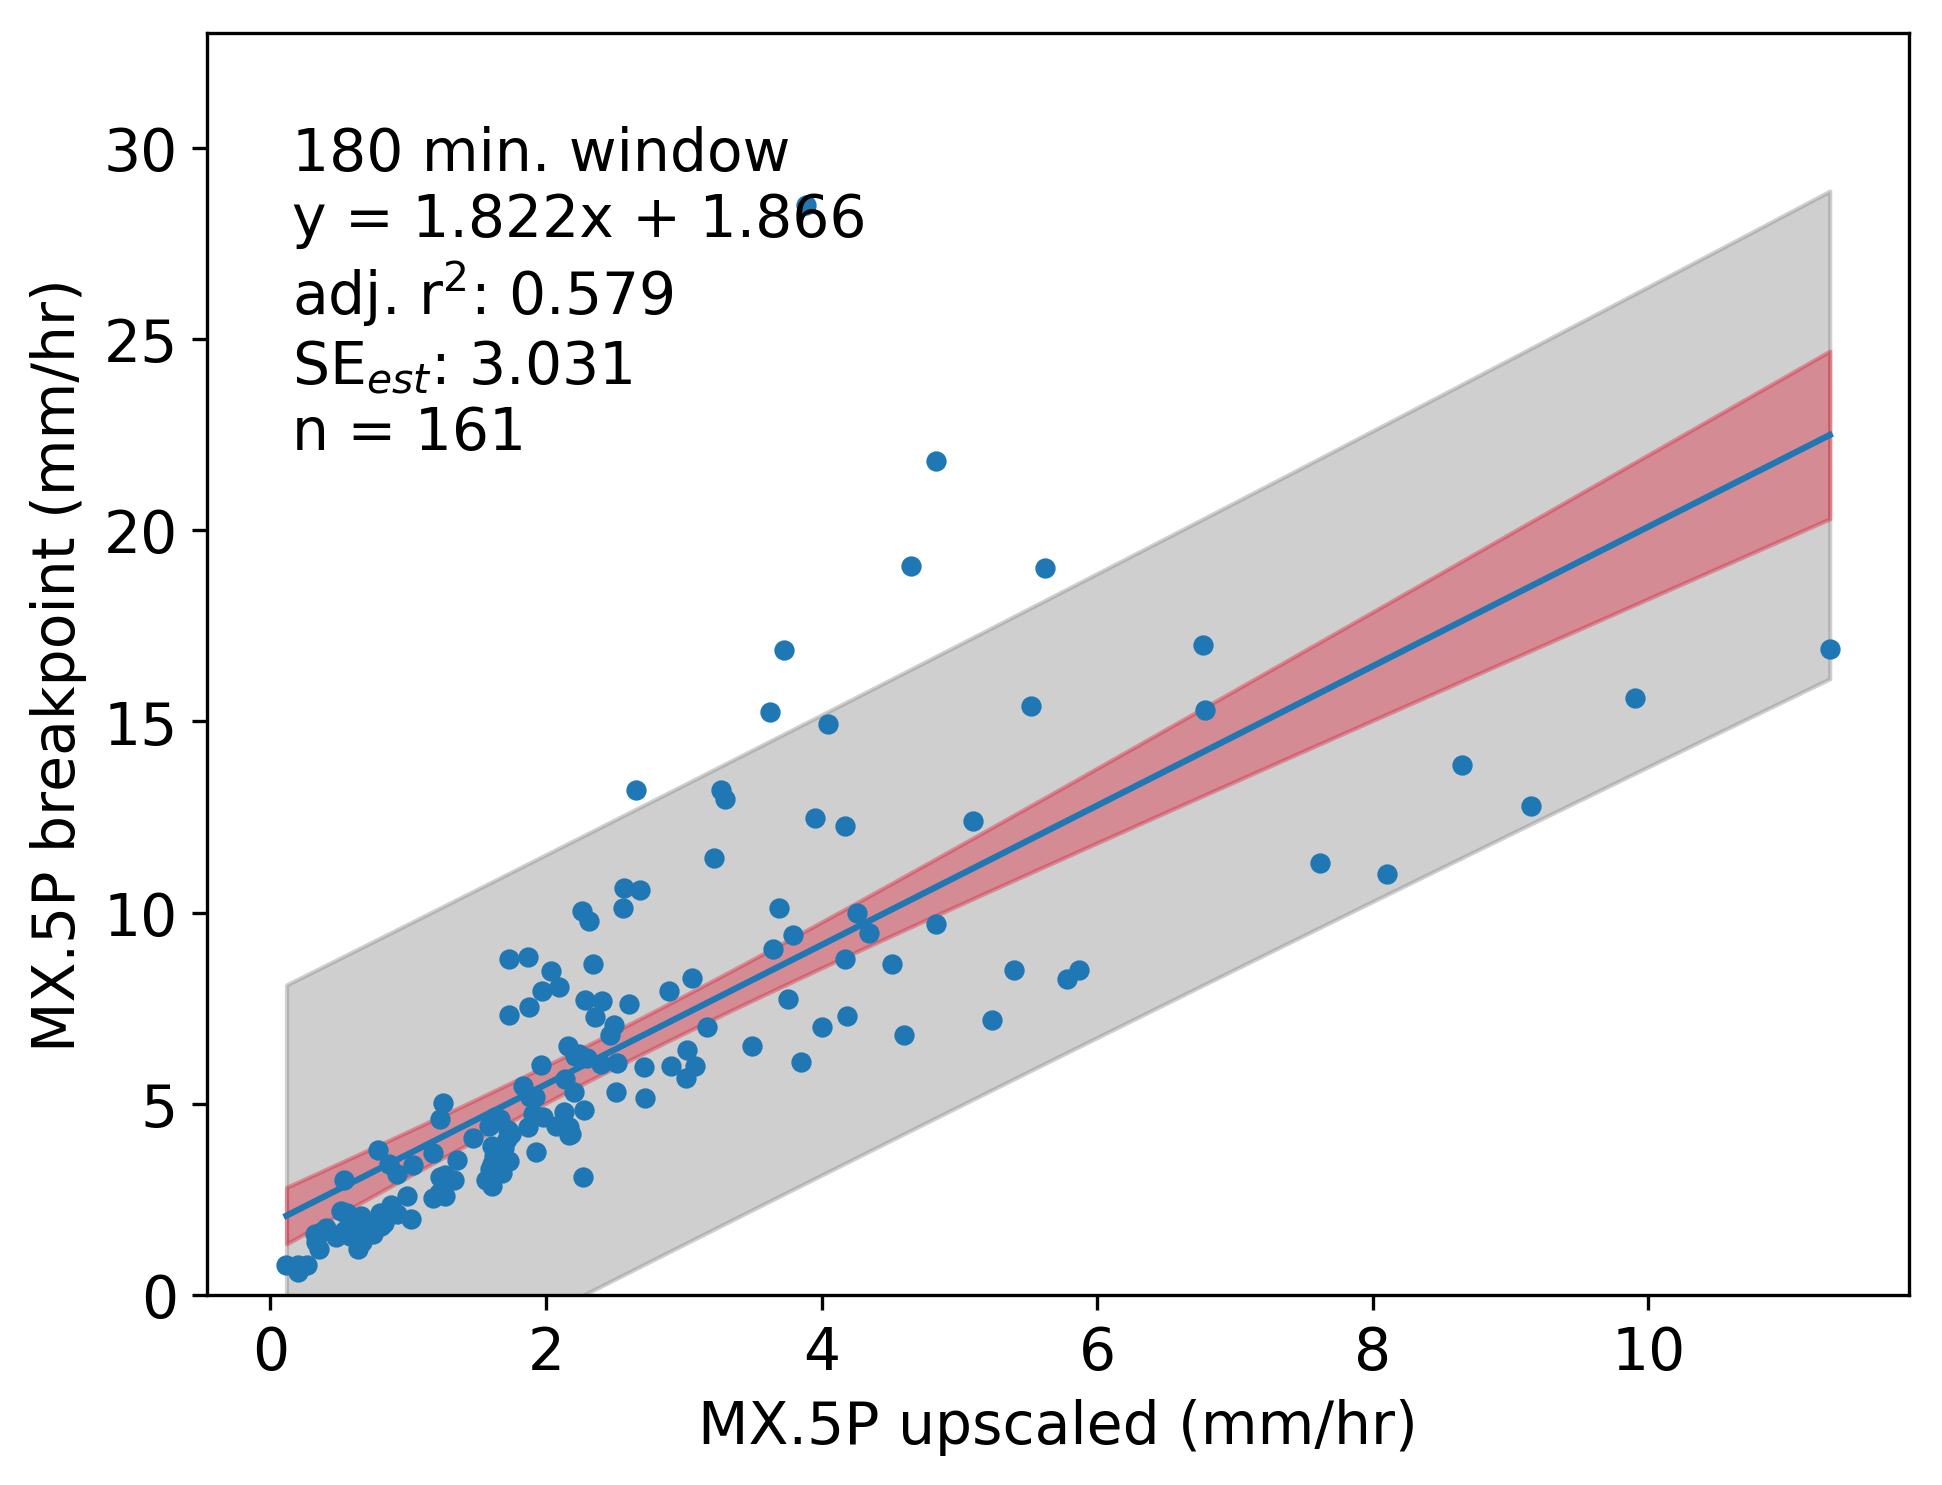 180 min. window
y = 1.822x + 1.866
adj. r²: 0.579
SEest: 3.031
n = 161
MX.5P breakpoint (mm/hr)
30
25
20
15
10
5
0
0 2 4 6 8 10
MX.5P upscaled (mm/hr)